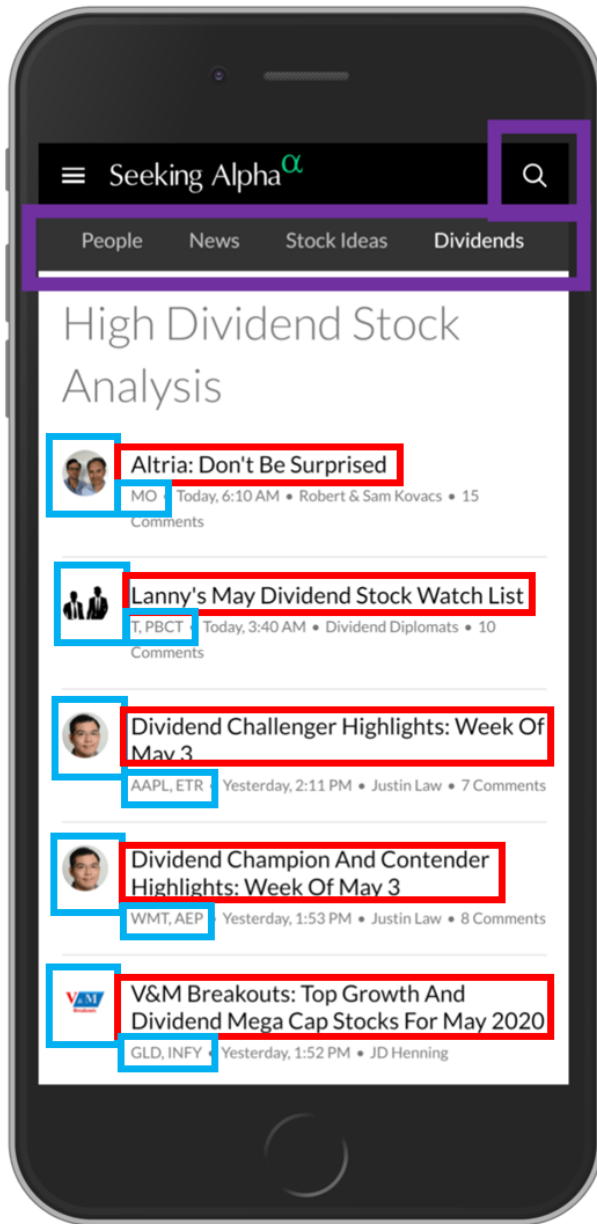 Seeking Alpha α
People News Stock Ideas Dividends
High Dividend Stock
Analysis
Altria: Don't Be Surprised
MO • Today, 6:10 AM • Robert & Sam Kovacs • 15
Comments
Lanny's May Dividend Stock Watch List
T, PBCT • Today, 3:40 AM • Dividend Diplomats • 10
Comments
Dividend Challenger Highlights: Week Of
May 3
AAPL, ETR • Yesterday, 2:11 PM • Justin Law • 7 Comments
Dividend Champion And Contender
Highlights: Week Of May 3
WMT, AEP • Yesterday, 1:53 PM • Justin Law • 8 Comments
V&M
Breakouts
V&M Breakouts: Top Growth And
Dividend Mega Cap Stocks For May 2020
GLD, INFY • Yesterday, 1:52 PM • JD Henning